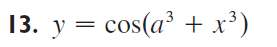 13. y = cos(a³ + x³)